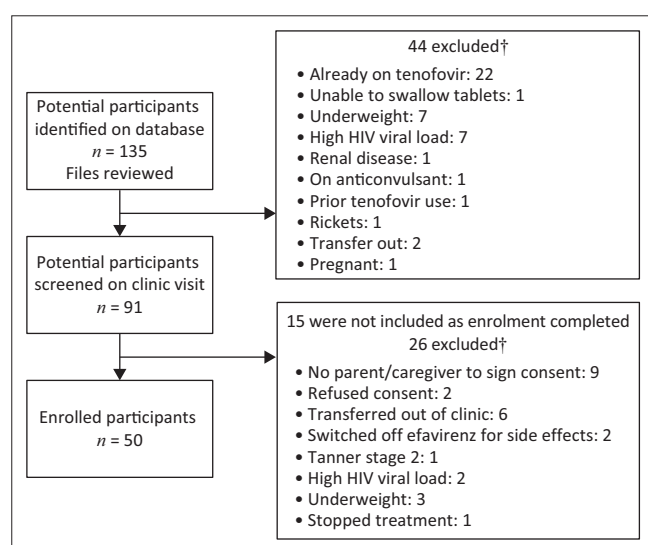 Potential participants
identified on database
n = 135
Files reviewed
44 excluded†
• Already on tenofovir: 22
• Unable to swallow tablets: 1
• Underweight: 7
• High HIV viral load: 7
• Renal disease: 1
• On anticonvulsant: 1
• Prior tenofovir use: 1
• Rickets: 1
• Transfer out: 2
• Pregnant: 1
Potential participants
screened on clinic visit
n = 91
15 were not included as enrolment completed
26 excluded†
• No parent/caregiver to sign consent: 9
• Refused consent: 2
• Transferred out of clinic: 6
• Switched off efavirenz for side effects: 2
• Tanner stage 2: 1
• High HIV viral load: 2
• Underweight: 3
• Stopped treatment: 1
Enrolled participants
n = 50